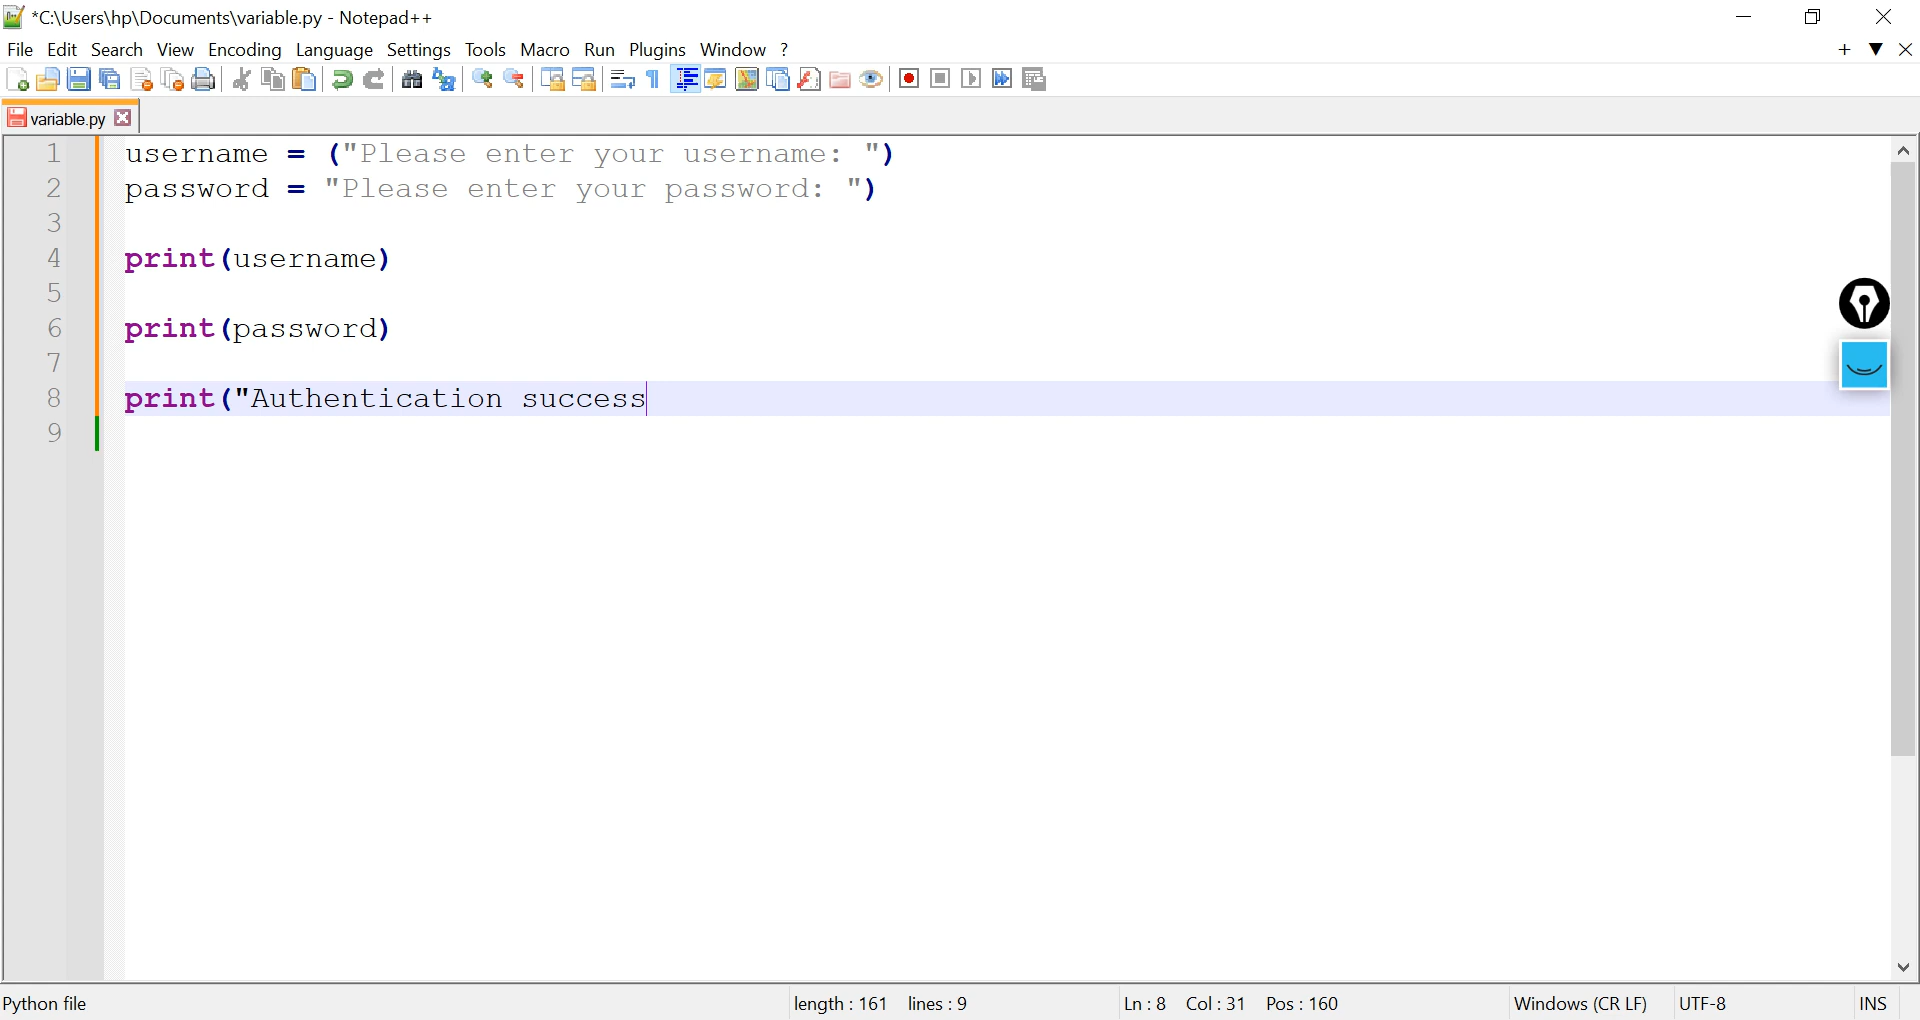 *C:\Users\hp\Documents\variable.py - Notepad++
File Edit Search View Encoding Language Settings Tools Macro Run Plugins Window ?
variable.py
1 username = ("Please enter your username: ")
2 password = "Please enter your password: ")
3
4 print(username)
5
6 print(password)
7
8 print("Authentication success
9
Python file length : 161 lines : 9 Ln : 8 Col : 31 Pos : 160 Windows (CR LF) UTF-8 INS